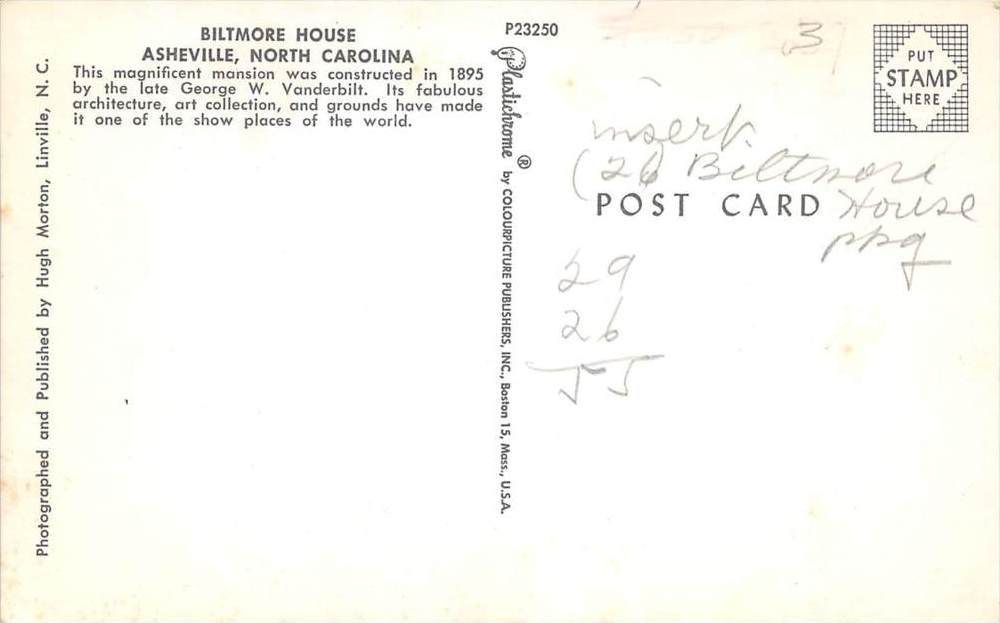 BILTMORE HOUSE
ASHEVILLE, NORTH CAROLINA
This magnificent mansion was constructed in 1895
by the late George W. Vanderbilt. Its fabulous
architecture, art collection, and grounds have made
it one of the show places of the world.
Photographed and Published by Hugh Morton, Linville, N. C.
P23250
Plastichrome ® by COLOURPICTURE PUBLISHERS, INC., Boston 15, Mass., U.S.A.
3
PUT
STAMP
HERE
insert
(26 Biltmore
House
pkg
POST CARD
29
26
55